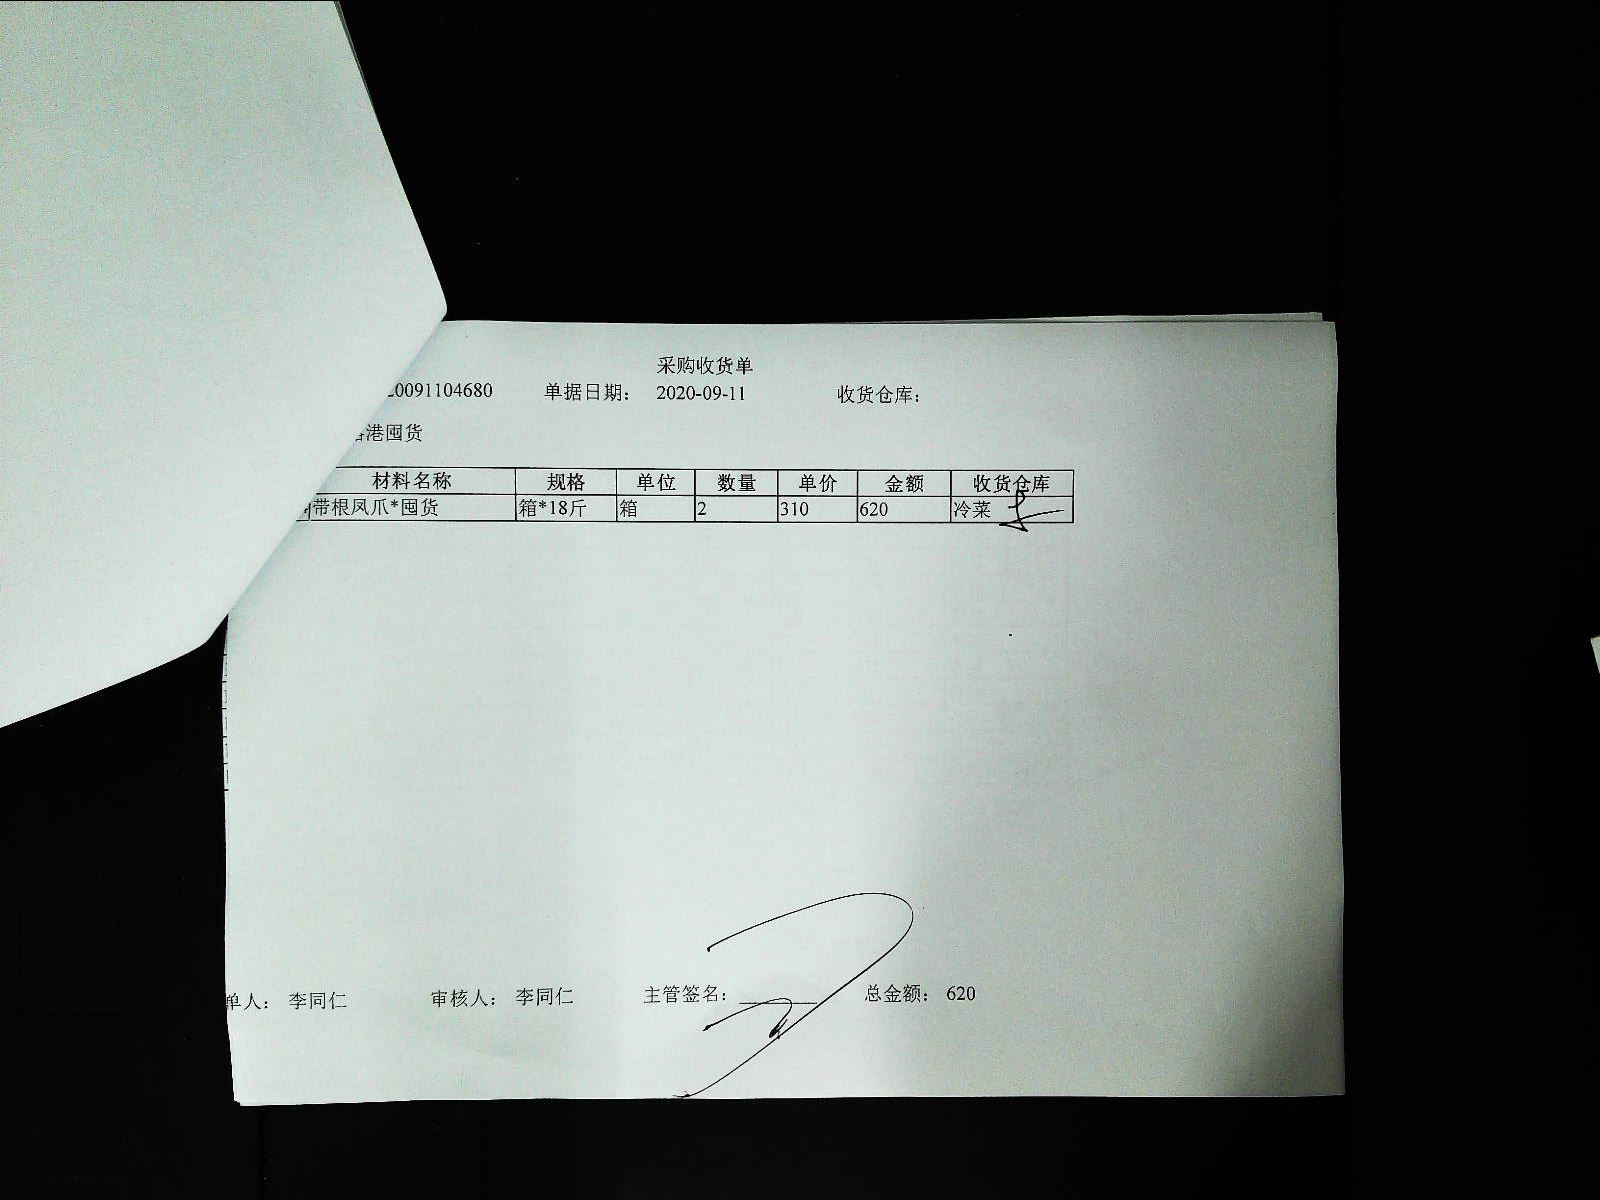 采购收货单
20091104680 单据日期： 2020-09-11 收货仓库：
港囤货
材料名称 规格 单位 数量 单价 金额 收货仓库
带根凤爪*囤货 箱*18斤 箱 2 310 620 冷菜
单人： 李同仁 审核人： 李同仁 主管签名： 总金额： 620